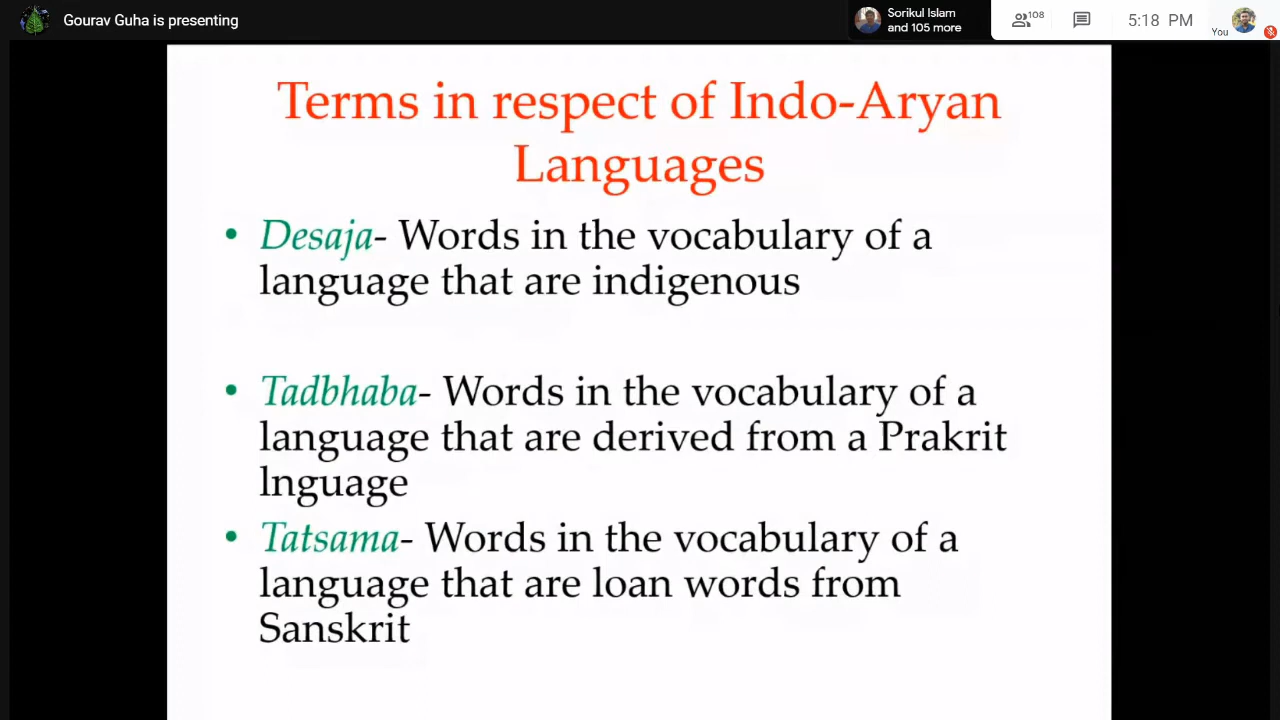 Gourav Guha is presenting
Sorikul Islam
and 105 more
108
5:18 PM
You
Terms in respect of Indo-Aryan
Languages
• Desaja- Words in the vocabulary of a
language that are indigenous
• Tadbhaba- Words in the vocabulary of a
language that are derived from a Prakrit
lnguage
• Tatsama- Words in the vocabulary of a
language that are loan words from
Sanskrit